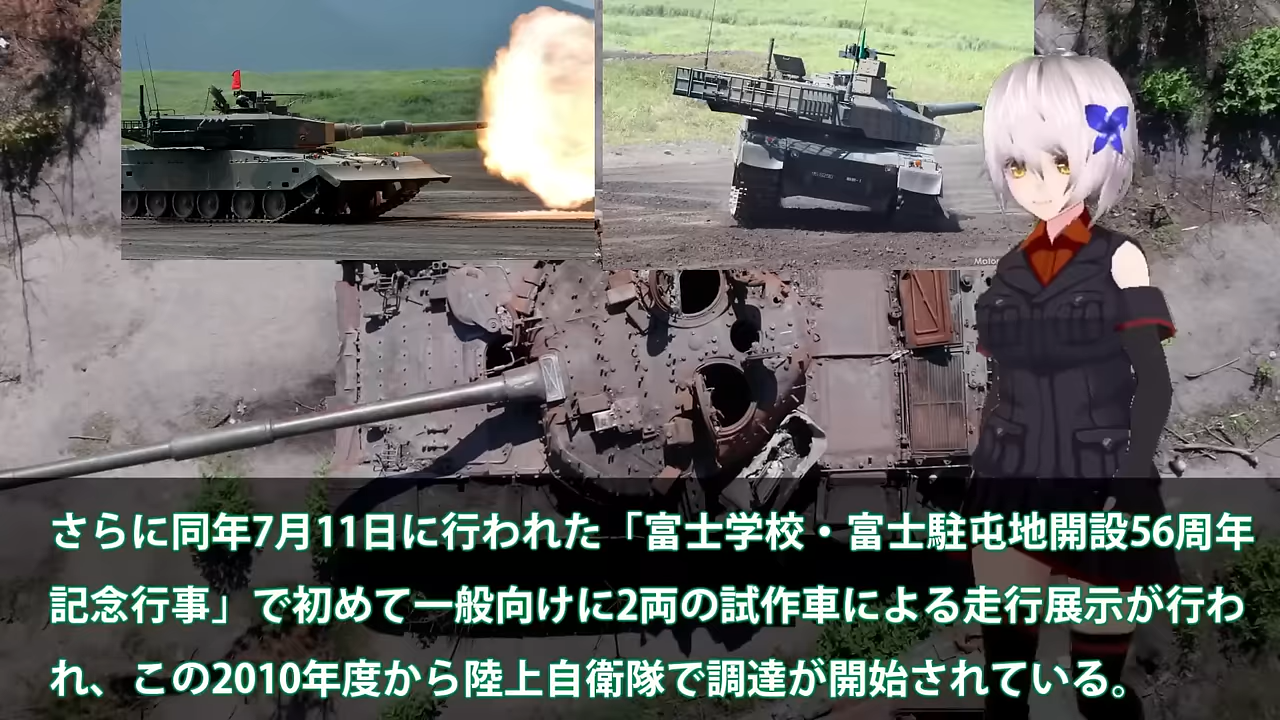 Motor
さらに同年7月11日に行われた「富士学校・富士駐屯地開設56周年
記念行事」で初めて一般向けに2両の試作車による走行展示が行わ
れ、この2010年度から陸上自衛隊で調達が開始されている。